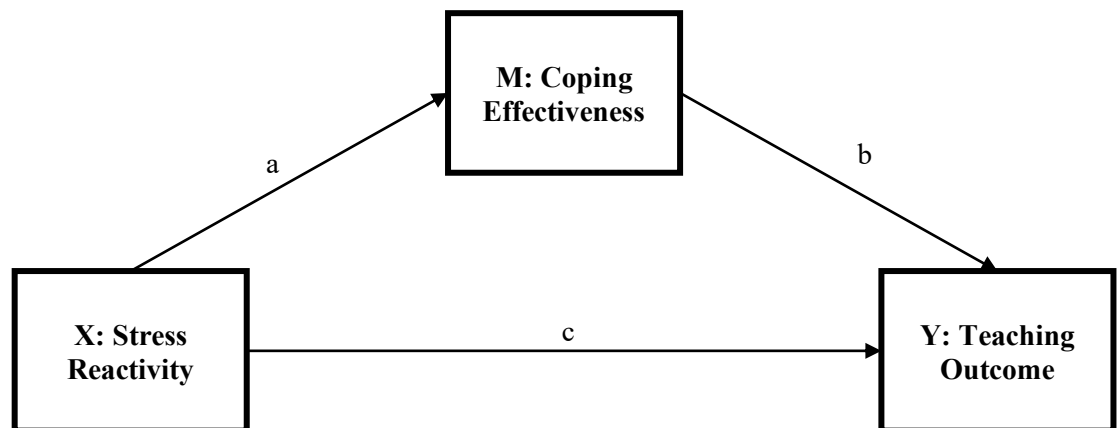 M: Coping
Effectiveness
a
b
c
X: Stress
Reactivity
Y: Teaching
Outcome